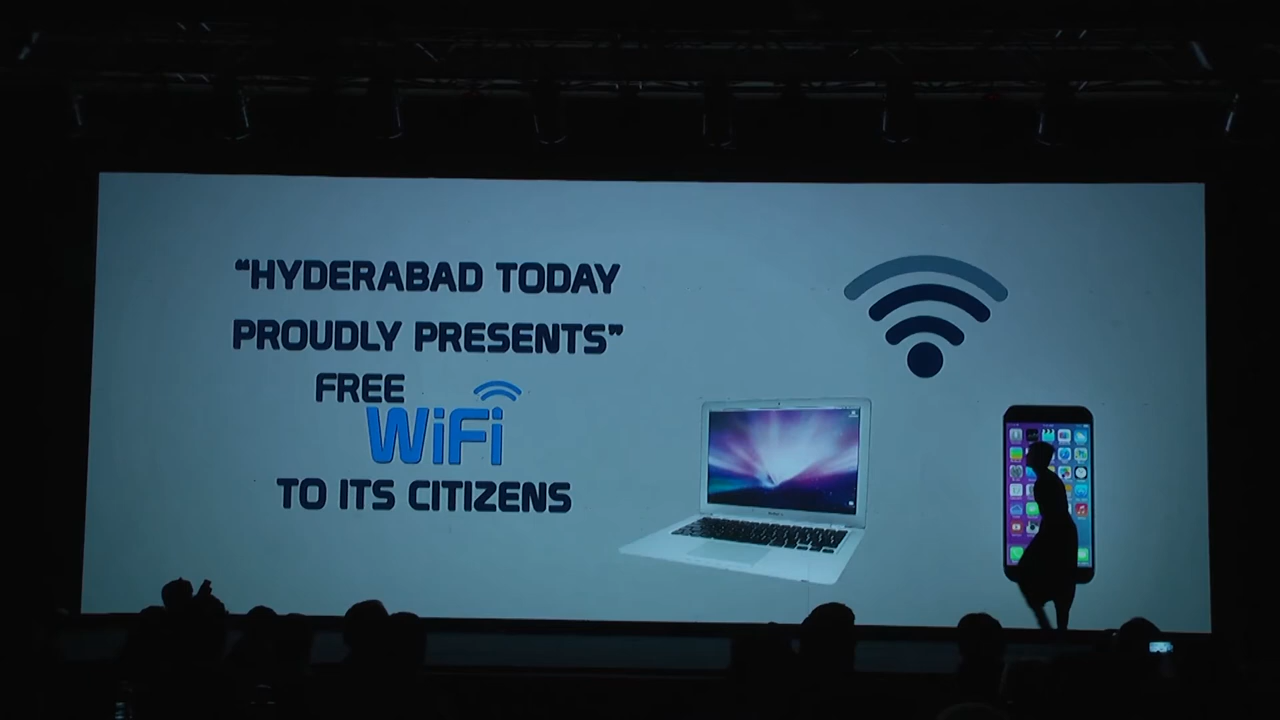 “HYDERABAD TODAY
PROUDLY PRESENTS”
FREE
WiFi
TO ITS CITIZENS